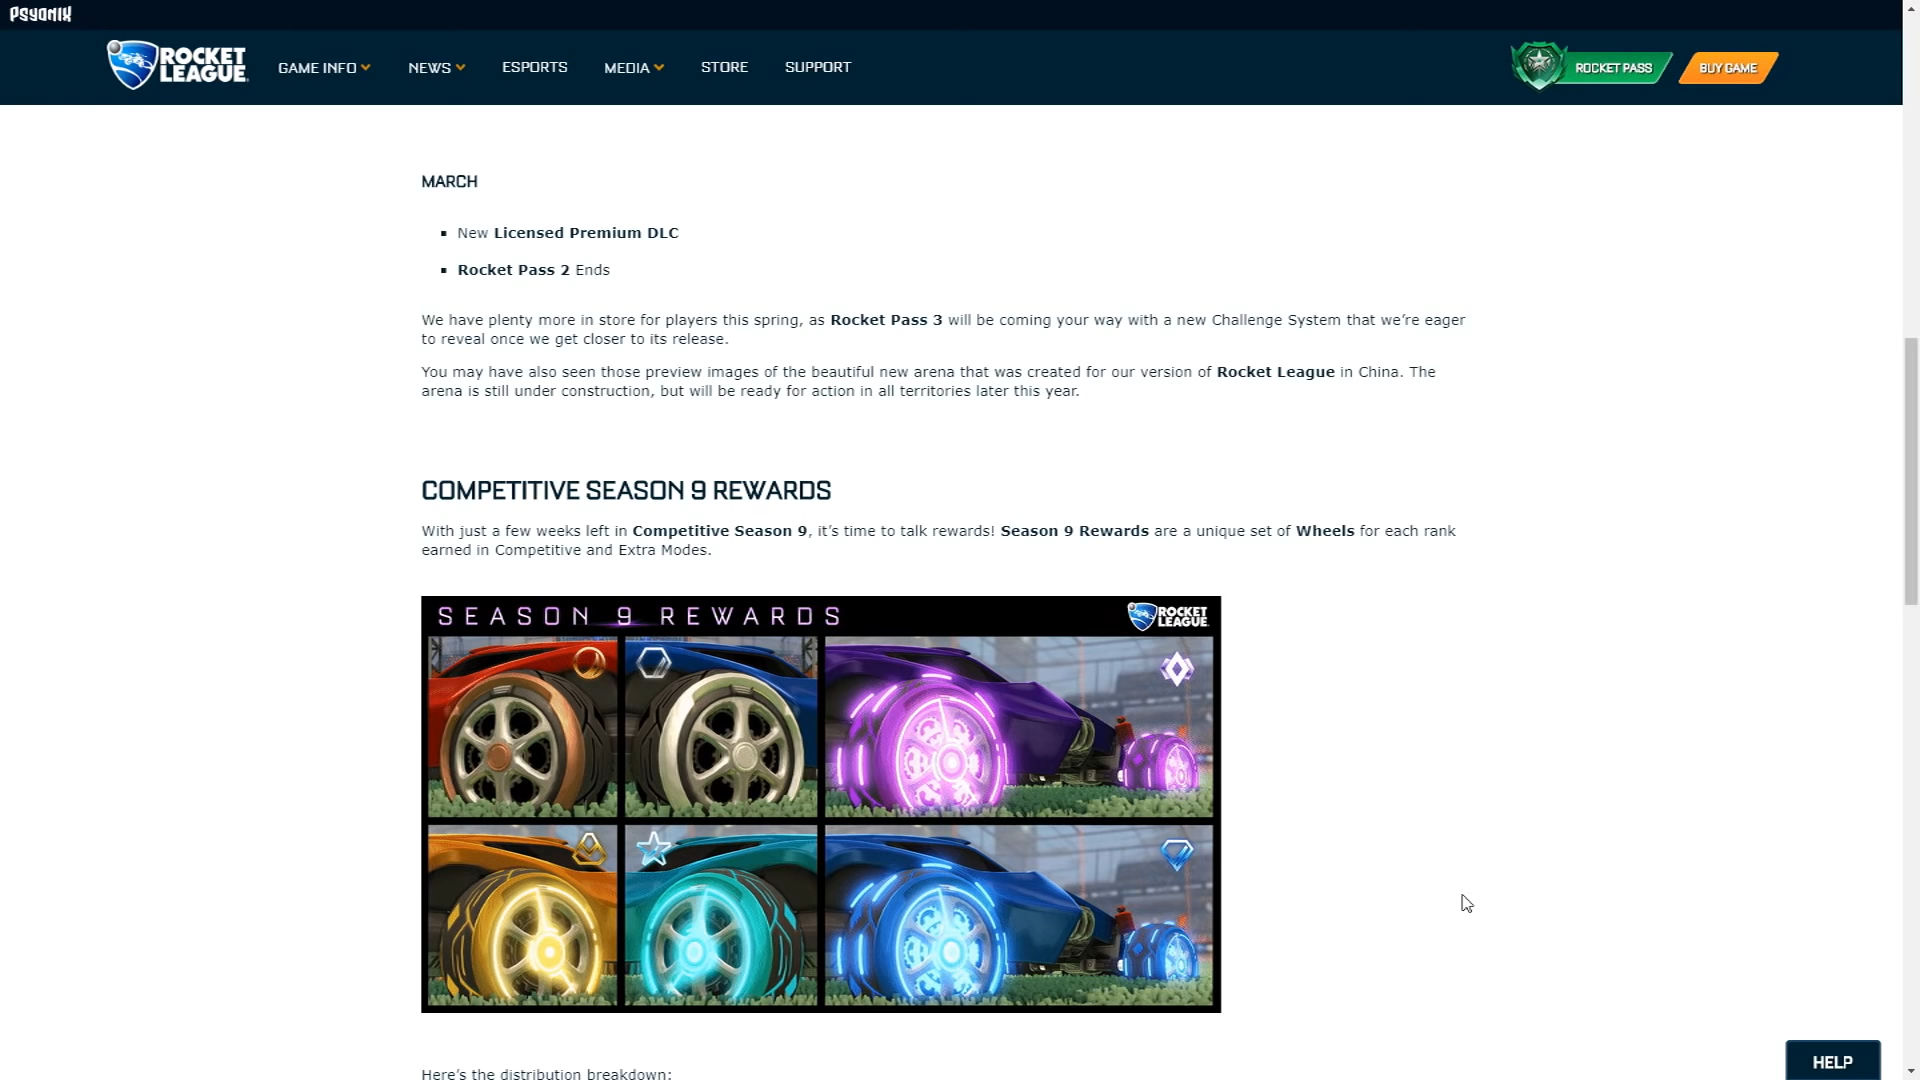 PSYONIX
ROCKET LEAGUE
GAME INFO NEWS ESPORTS MEDIA STORE SUPPORT
ROCKET PASS BUY GAME
MARCH
▪ New Licensed Premium DLC
▪ Rocket Pass 2 Ends
We have plenty more in store for players this spring, as Rocket Pass 3 will be coming your way with a new Challenge System that we’re eager
to reveal once we get closer to its release.
You may have also seen those preview images of the beautiful new arena that was created for our version of Rocket League in China. The
arena is still under construction, but will be ready for action in all territories later this year.
COMPETITIVE SEASON 9 REWARDS
With just a few weeks left in Competitive Season 9, it’s time to talk rewards! Season 9 Rewards are a unique set of Wheels for each rank
earned in Competitive and Extra Modes.
SEASON 9 REWARDS
ROCKET LEAGUE
Here’s the distribution breakdown:
HELP